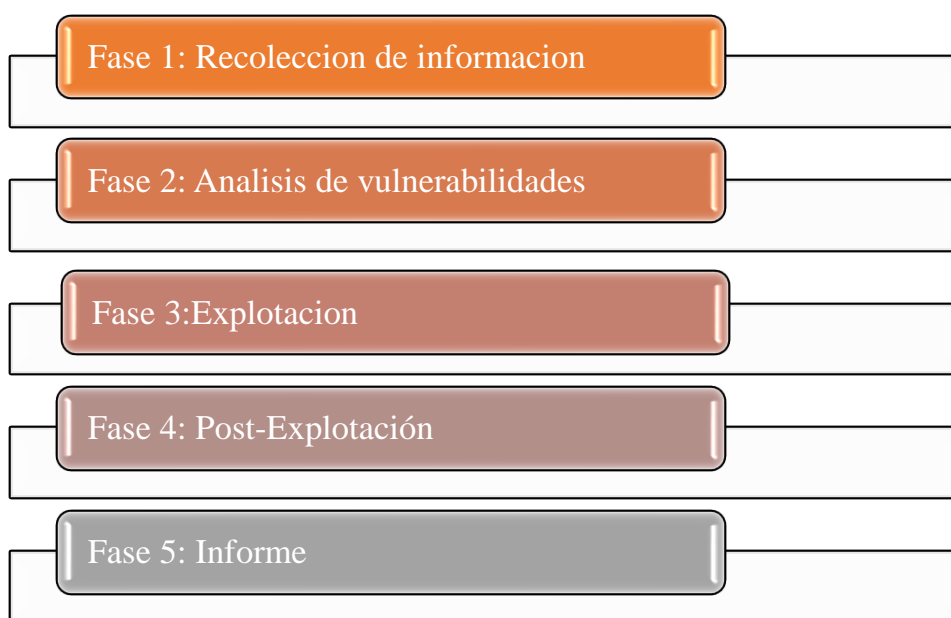 Fase 1: Recoleccion de informacion
Fase 2: Analisis de vulnerabilidades
Fase 3:Explotacion
Fase 4: Post-Explotación
Fase 5: Informe